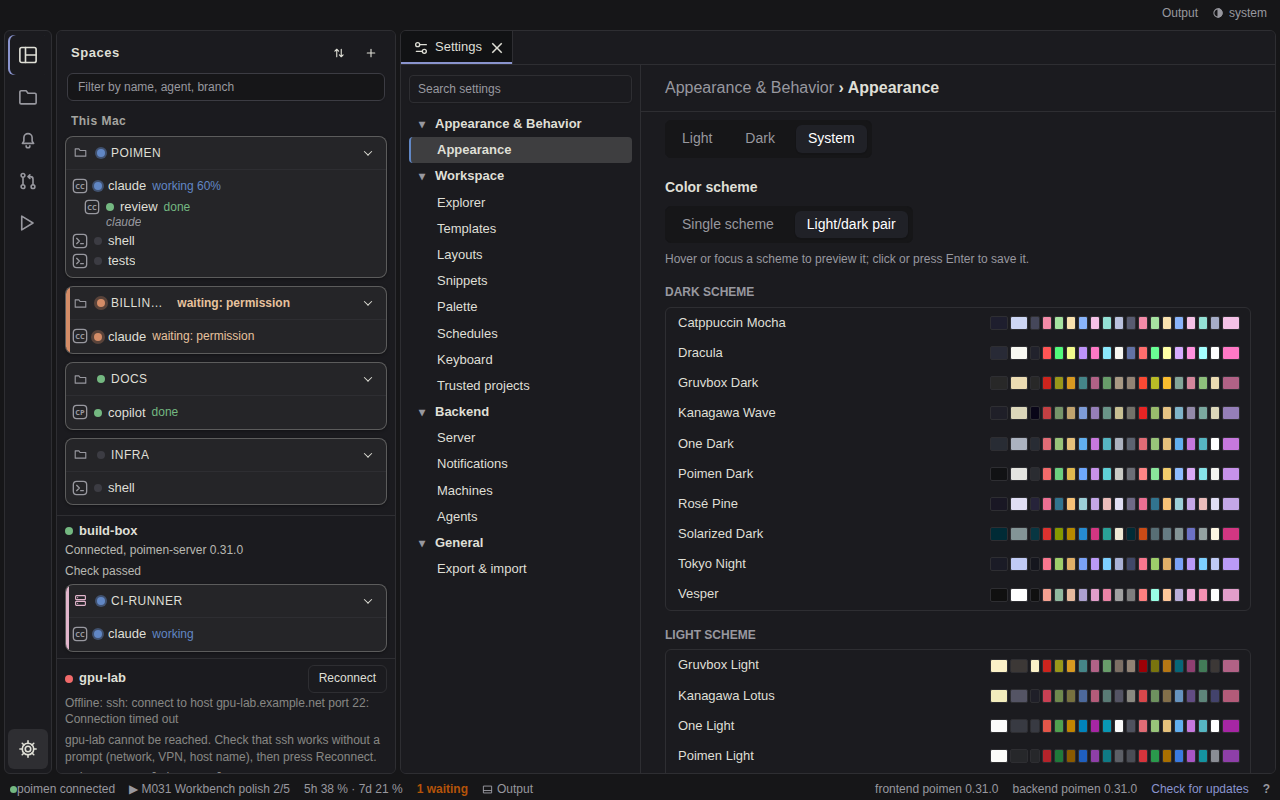 Output system
Spaces
Filter by name, agent, branch
This Mac
POIMEN
CC claude working 60%
CC review done
claude
shell
tests
BILLIN… waiting: permission
CC claude waiting: permission
DOCS
CP copilot done
INFRA
shell
build-box
Connected, poimen-server 0.31.0
Check passed
CI-RUNNER
CC claude working
gpu-lab Reconnect
Offline: ssh: connect to host gpu-lab.example.net port 22:
Connection timed out
gpu-lab cannot be reached. Check that ssh works without a
prompt (network, VPN, host name), then press Reconnect.
Settings
Search settings
Appearance & Behavior
Appearance
Workspace
Explorer
Templates
Layouts
Snippets
Palette
Schedules
Keyboard
Trusted projects
Backend
Server
Notifications
Machines
Agents
General
Export & import
Appearance & Behavior › Appearance
Light Dark System
Color scheme
Single scheme Light/dark pair
Hover or focus a scheme to preview it; click or press Enter to save it.
DARK SCHEME
Catppuccin Mocha
Dracula
Gruvbox Dark
Kanagawa Wave
One Dark
Poimen Dark
Rosé Pine
Solarized Dark
Tokyo Night
Vesper
LIGHT SCHEME
Gruvbox Light
Kanagawa Lotus
One Light
Poimen Light
poimen connected ▶ M031 Workbench polish 2/5 5h 38 % · 7d 21 % 1 waiting Output frontend poimen 0.31.0 backend poimen 0.31.0 Check for updates ?